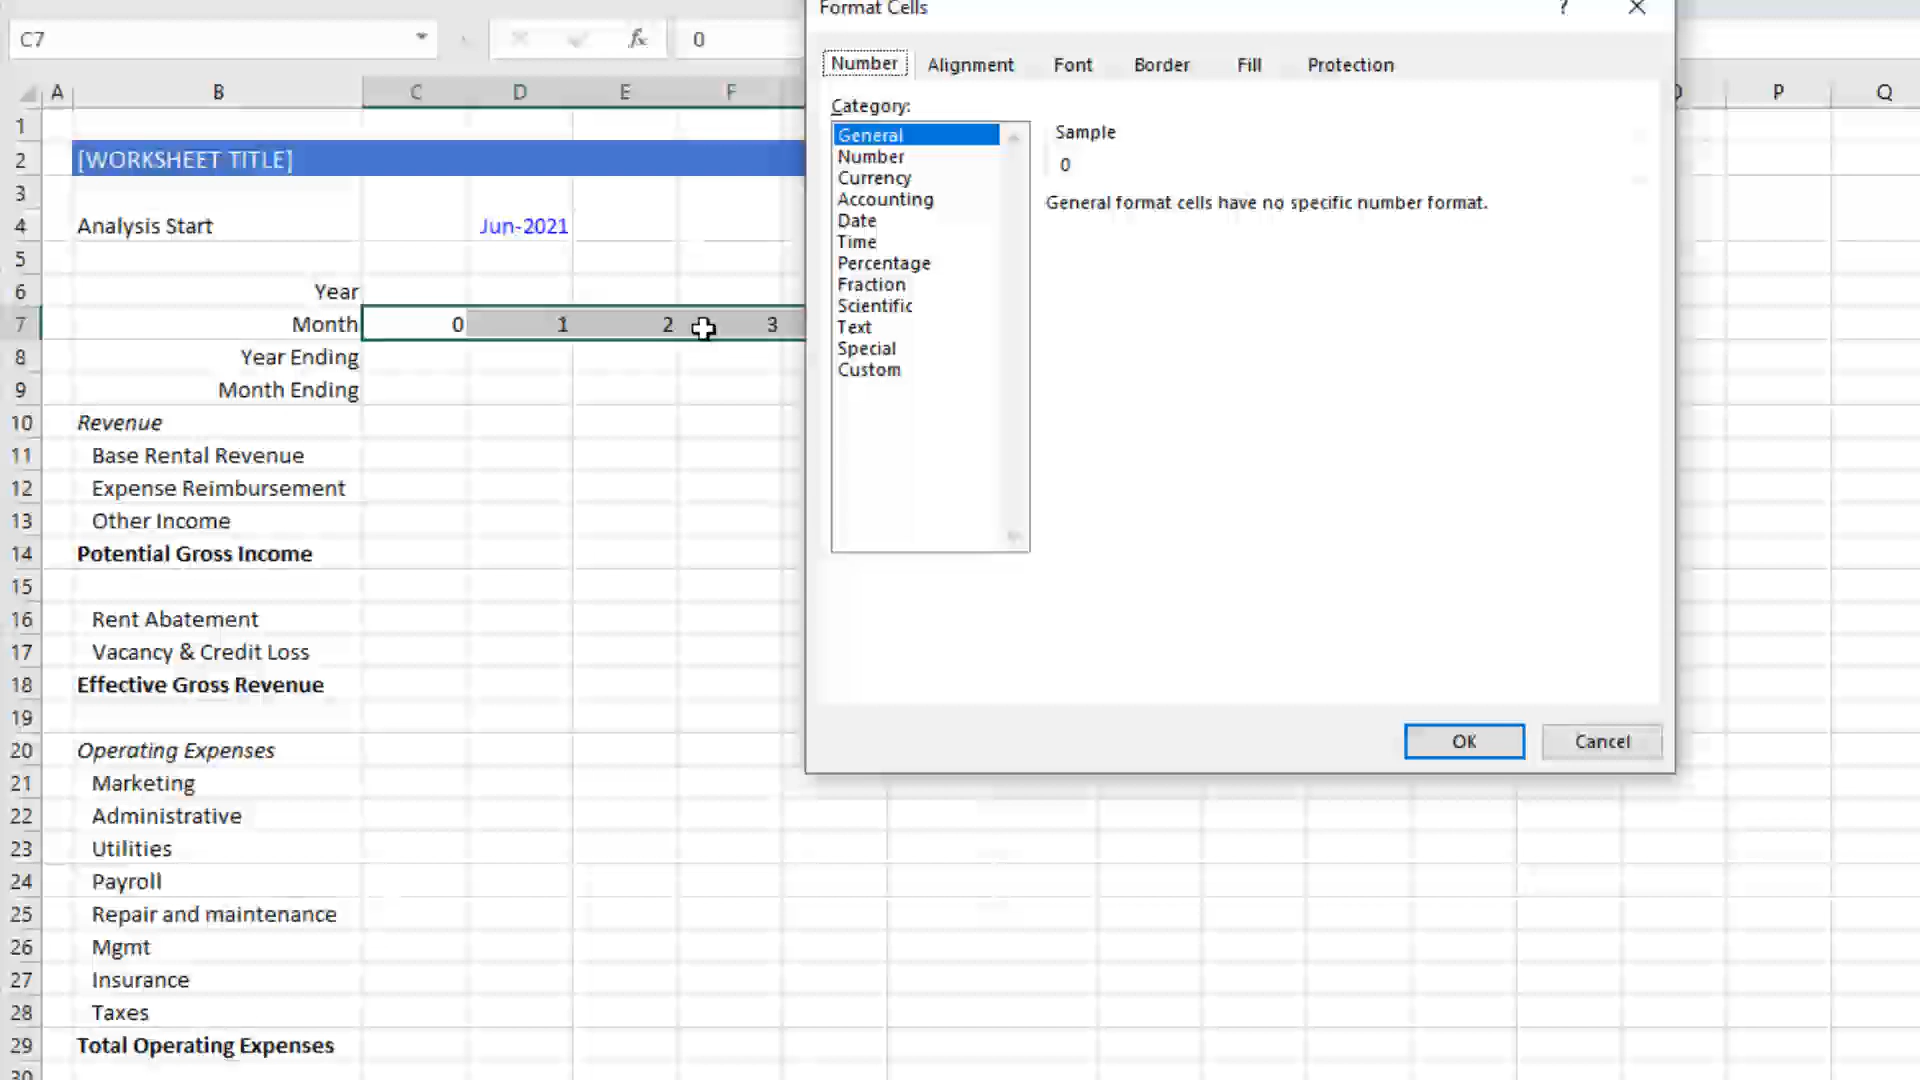 Format Cells ? ×
C7 fx 0
Number Alignment Font Border Fill Protection
A B C D E F P Q
Category:
General
Number
Currency
Accounting
Date
Time
Percentage
Fraction
Scientific
Text
Special
Custom
Sample
0
General format cells have no specific number format.
OK Cancel
1
2 [WORKSHEET TITLE]
3
4 Analysis Start Jun-2021
5
6 Year
7 Month 0 1 2 3
8 Year Ending
9 Month Ending
10 Revenue
11 Base Rental Revenue
12 Expense Reimbursement
13 Other Income
14 Potential Gross Income
15
16 Rent Abatement
17 Vacancy & Credit Loss
18 Effective Gross Revenue
19
20 Operating Expenses
21 Marketing
22 Administrative
23 Utilities
24 Payroll
25 Repair and maintenance
26 Mgmt
27 Insurance
28 Taxes
29 Total Operating Expenses
30